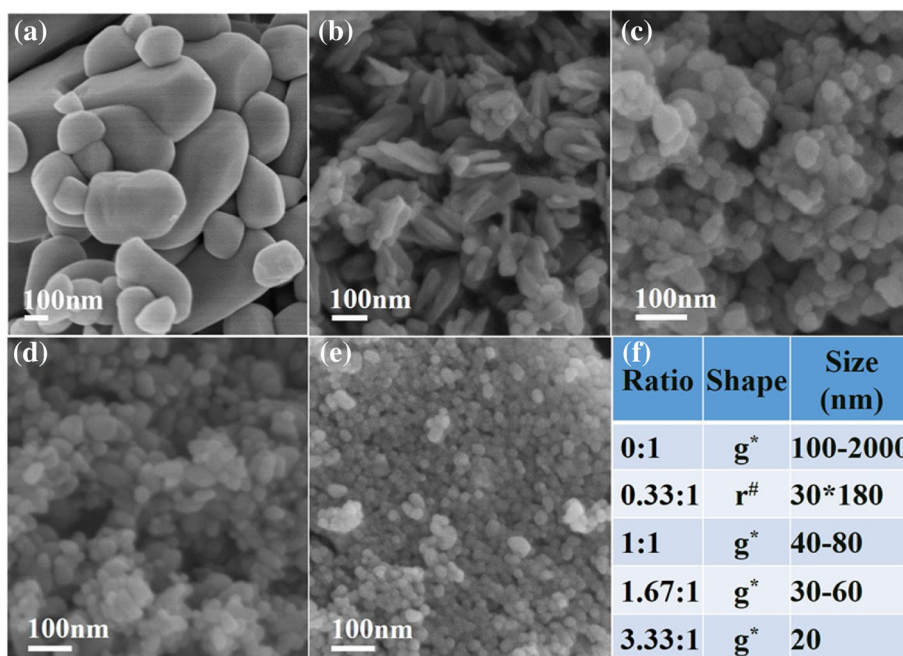 (a)
(b)
(c)
100nm
100nm
100nm
(d)
(e)
(f)
100nm
100nm
Ratio Shape Size (nm)
0:1 g* 100-2000
0.33:1 r# 30*180
1:1 g* 40-80
1.67:1 g* 30-60
3.33:1 g* 20